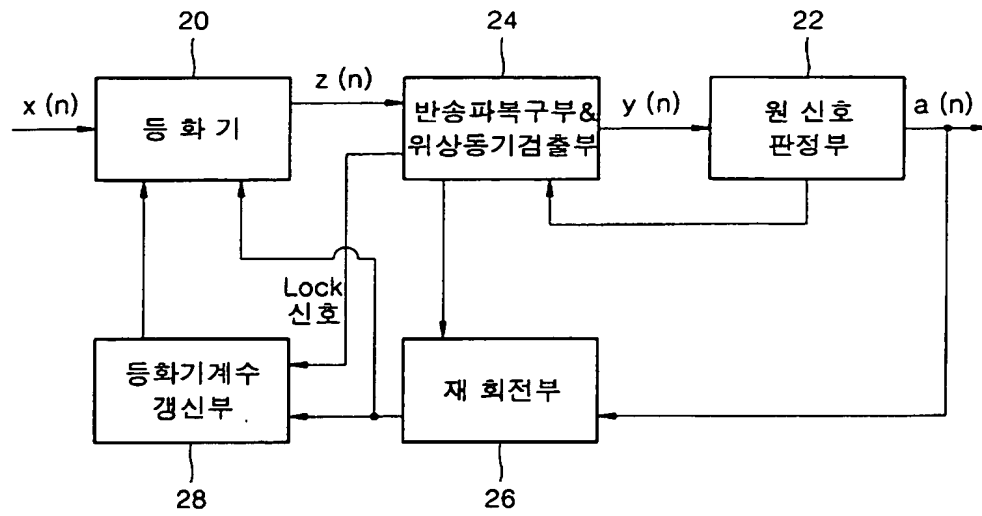 20
24
22
x (n)
등 화 기
z (n)
반송파복구부&
위상동기검출부
y (n)
원 신호
판정부
a (n)
Lock
신호
등화기계수
갱신부
재 회전부
28
26